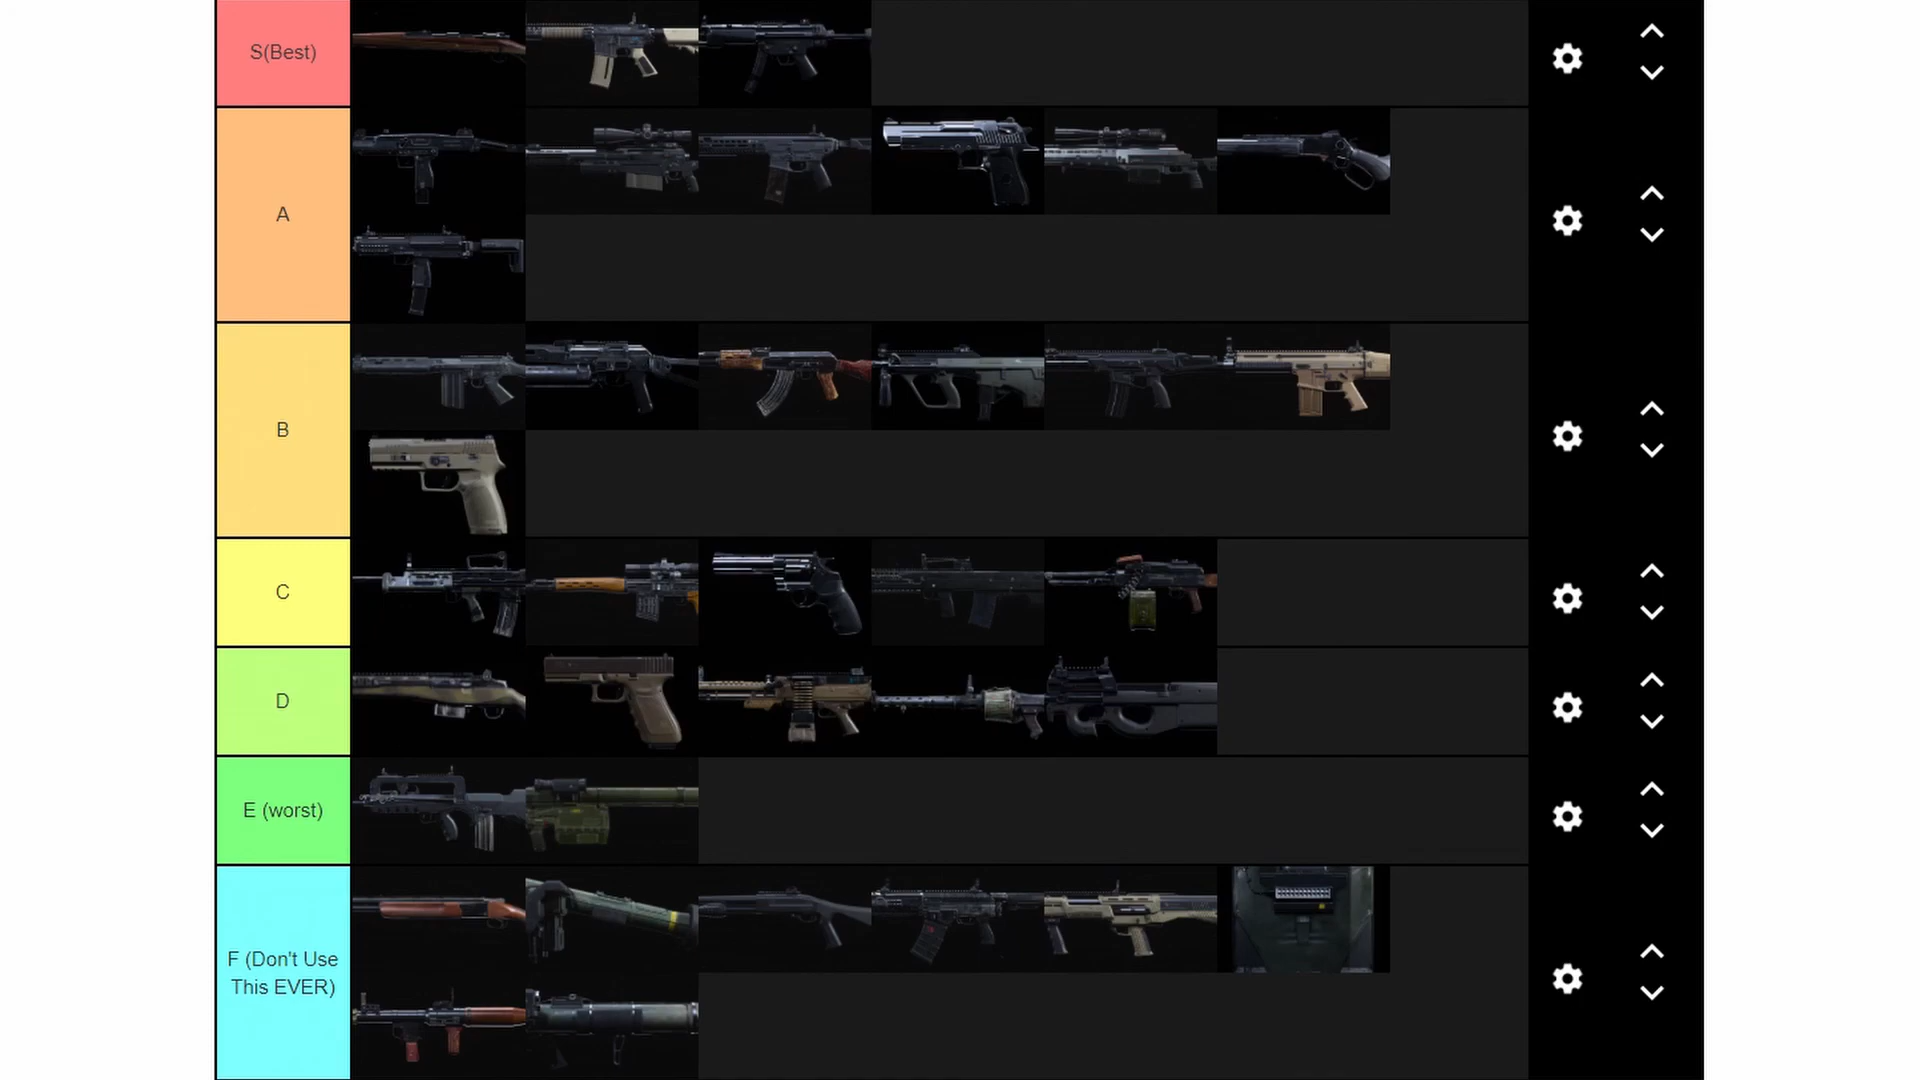 S(Best)
A
B
C
D
E (worst)
F (Don't Use
This EVER)